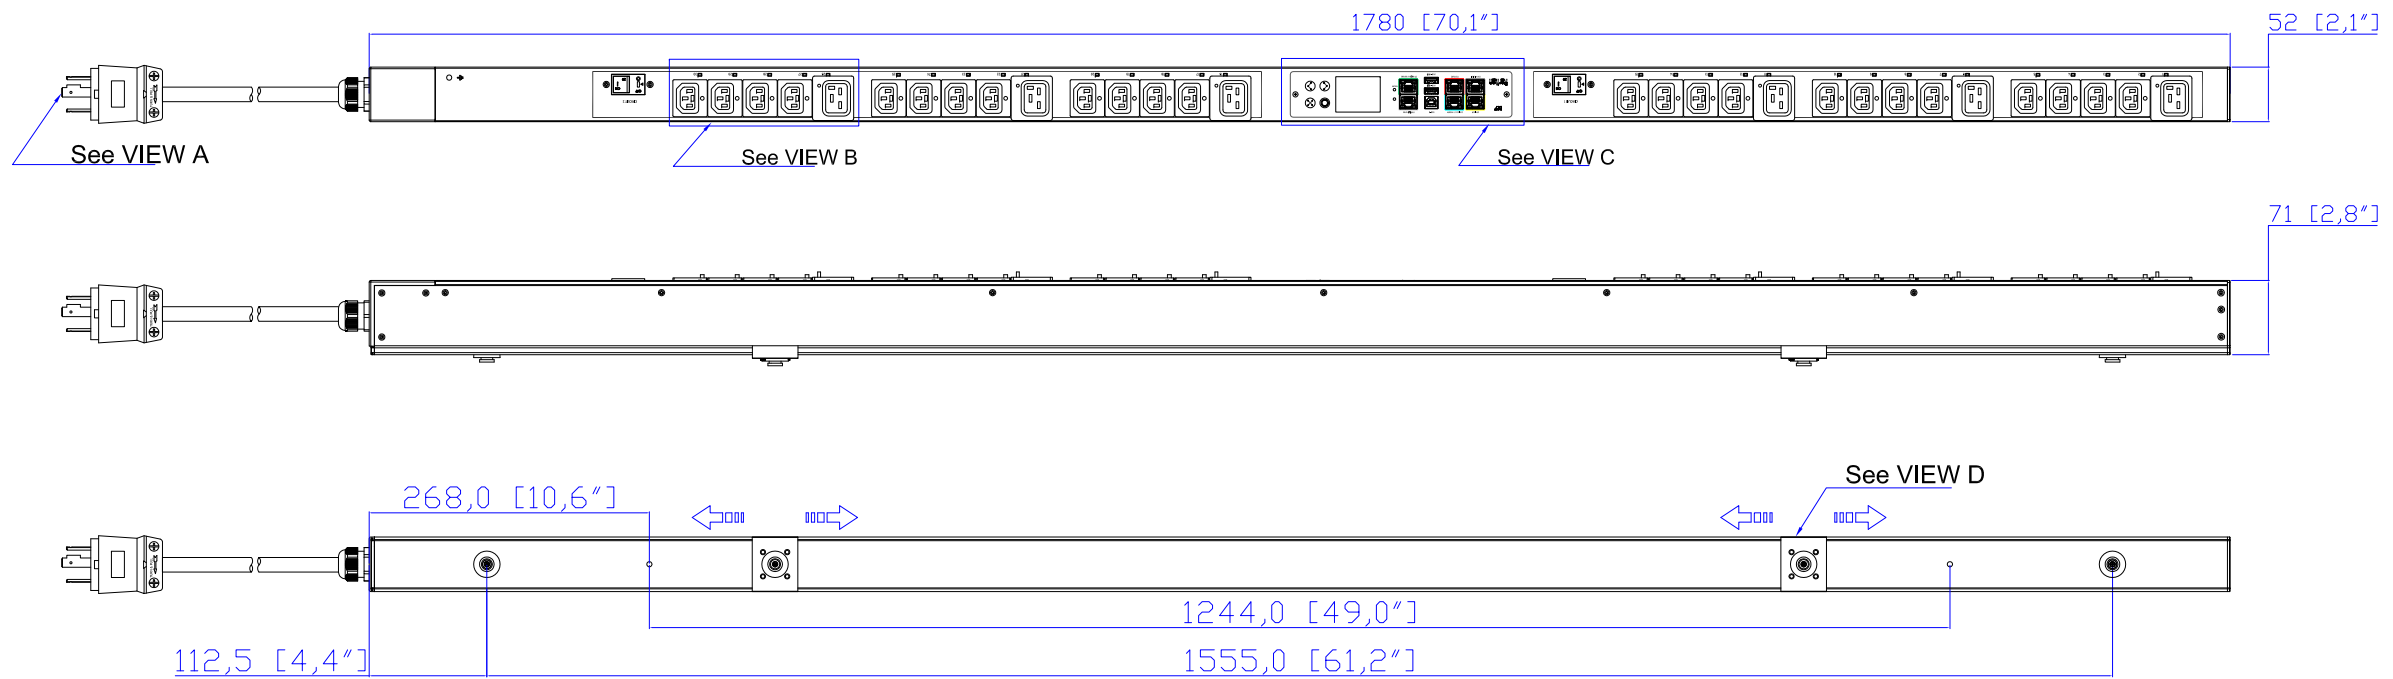 1780 [70,1"]
52 [2,1"]
See VIEW A
See VIEW B
See VIEW C
71 [2,8"]
See VIEW D
268,0 [10,6"]
1244,0 [49,0"]
112,5 [4,4"]
1555,0 [61,2"]